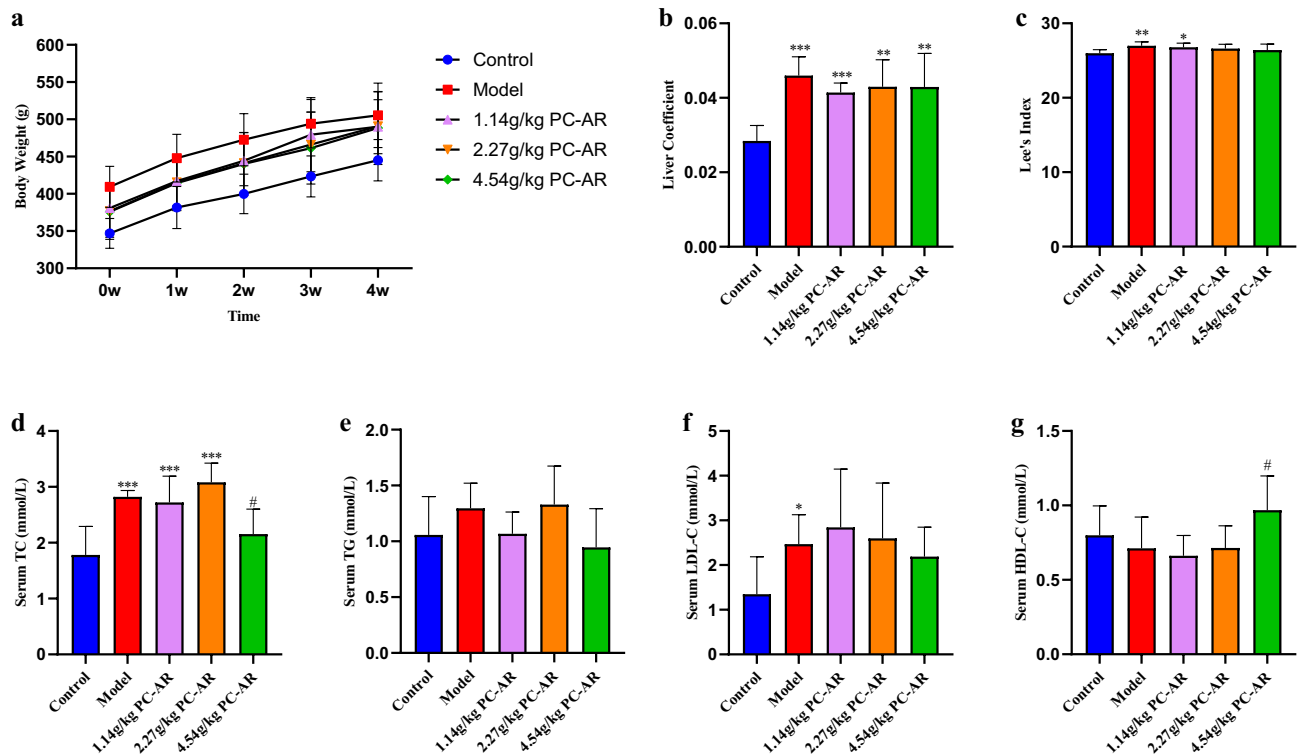 a
600
550
500
450
400
350
300
Body Weight (g)
0w 1w 2w 3w 4w
Time
Control
Model
1.14g/kg PC-AR
2.27g/kg PC-AR
4.54g/kg PC-AR
b
0.06
0.04
0.02
0.00
Liver Coefficient
*** *** ** **
Control
Model
1.14g/kg PC-AR
2.27g/kg PC-AR
4.54g/kg PC-AR
c
30
20
10
0
Lee's Index
** *
Control
Model
1.14g/kg PC-AR
2.27g/kg PC-AR
4.54g/kg PC-AR
d
4
3
2
1
0
Serum TC (mmol/L)
*** *** *** #
Control
Model
1.14g/kg PC-AR
2.27g/kg PC-AR
4.54g/kg PC-AR
e
2.0
1.5
1.0
0.5
0.0
Serum TG (mmol/L)
Control
Model
1.14g/kg PC-AR
2.27g/kg PC-AR
4.54g/kg PC-AR
f
5
4
3
2
1
0
Serum LDL-C (mmol/L)
*
Control
Model
1.14g/kg PC-AR
2.27g/kg PC-AR
4.54g/kg PC-AR
g
1.5
1.0
0.5
0.0
Serum HDL-C (mmol/L)
#
Control
Model
1.14g/kg PC-AR
2.27g/kg PC-AR
4.54g/kg PC-AR